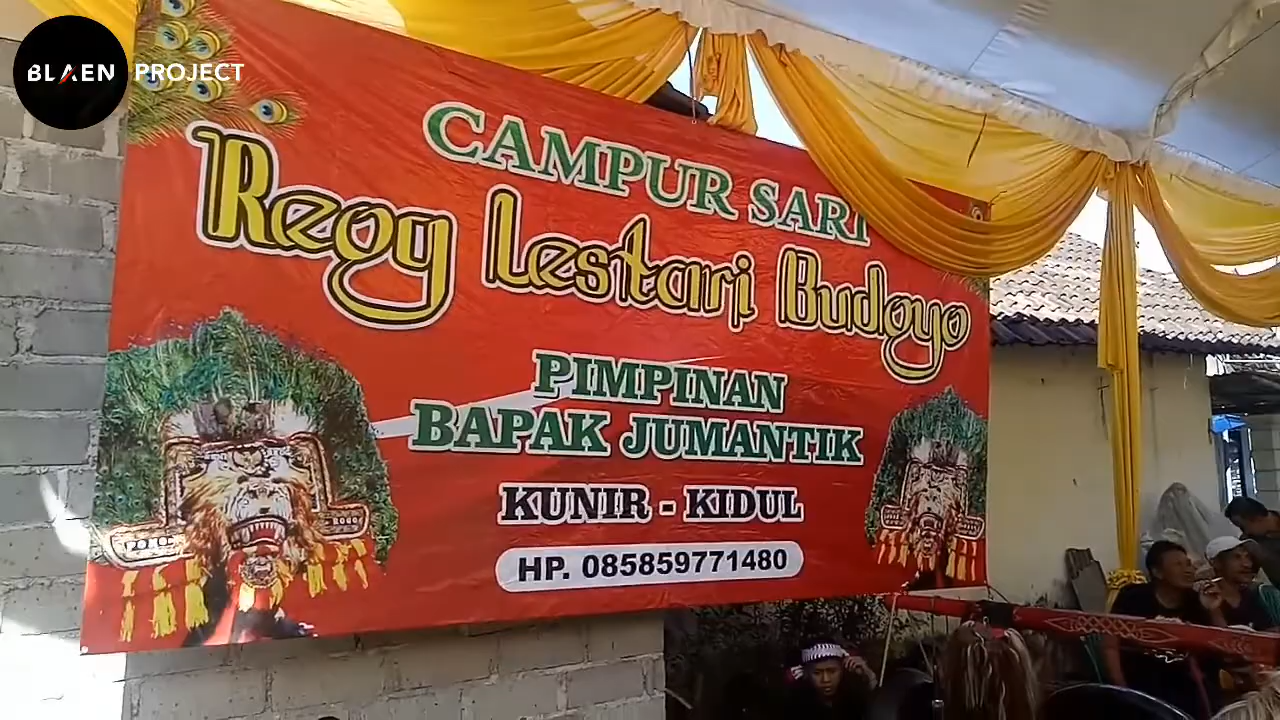 BLAEN PROJECT
CAMPUR SARI
Reog Lestari Budoyo
PIMPINAN
BAPAK JUMANTIK
KUNIR - KIDUL
HP. 085859771480